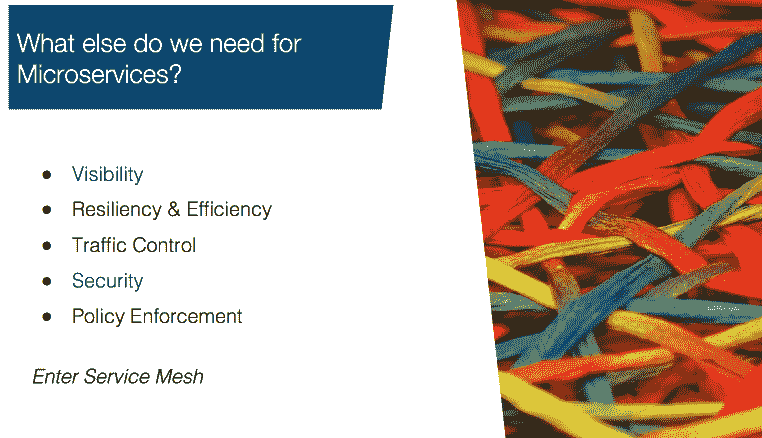 What else do we need for
Microservices?
● Visibility
● Resiliency & Efficiency
● Traffic Control
● Security
● Policy Enforcement
Enter Service Mesh